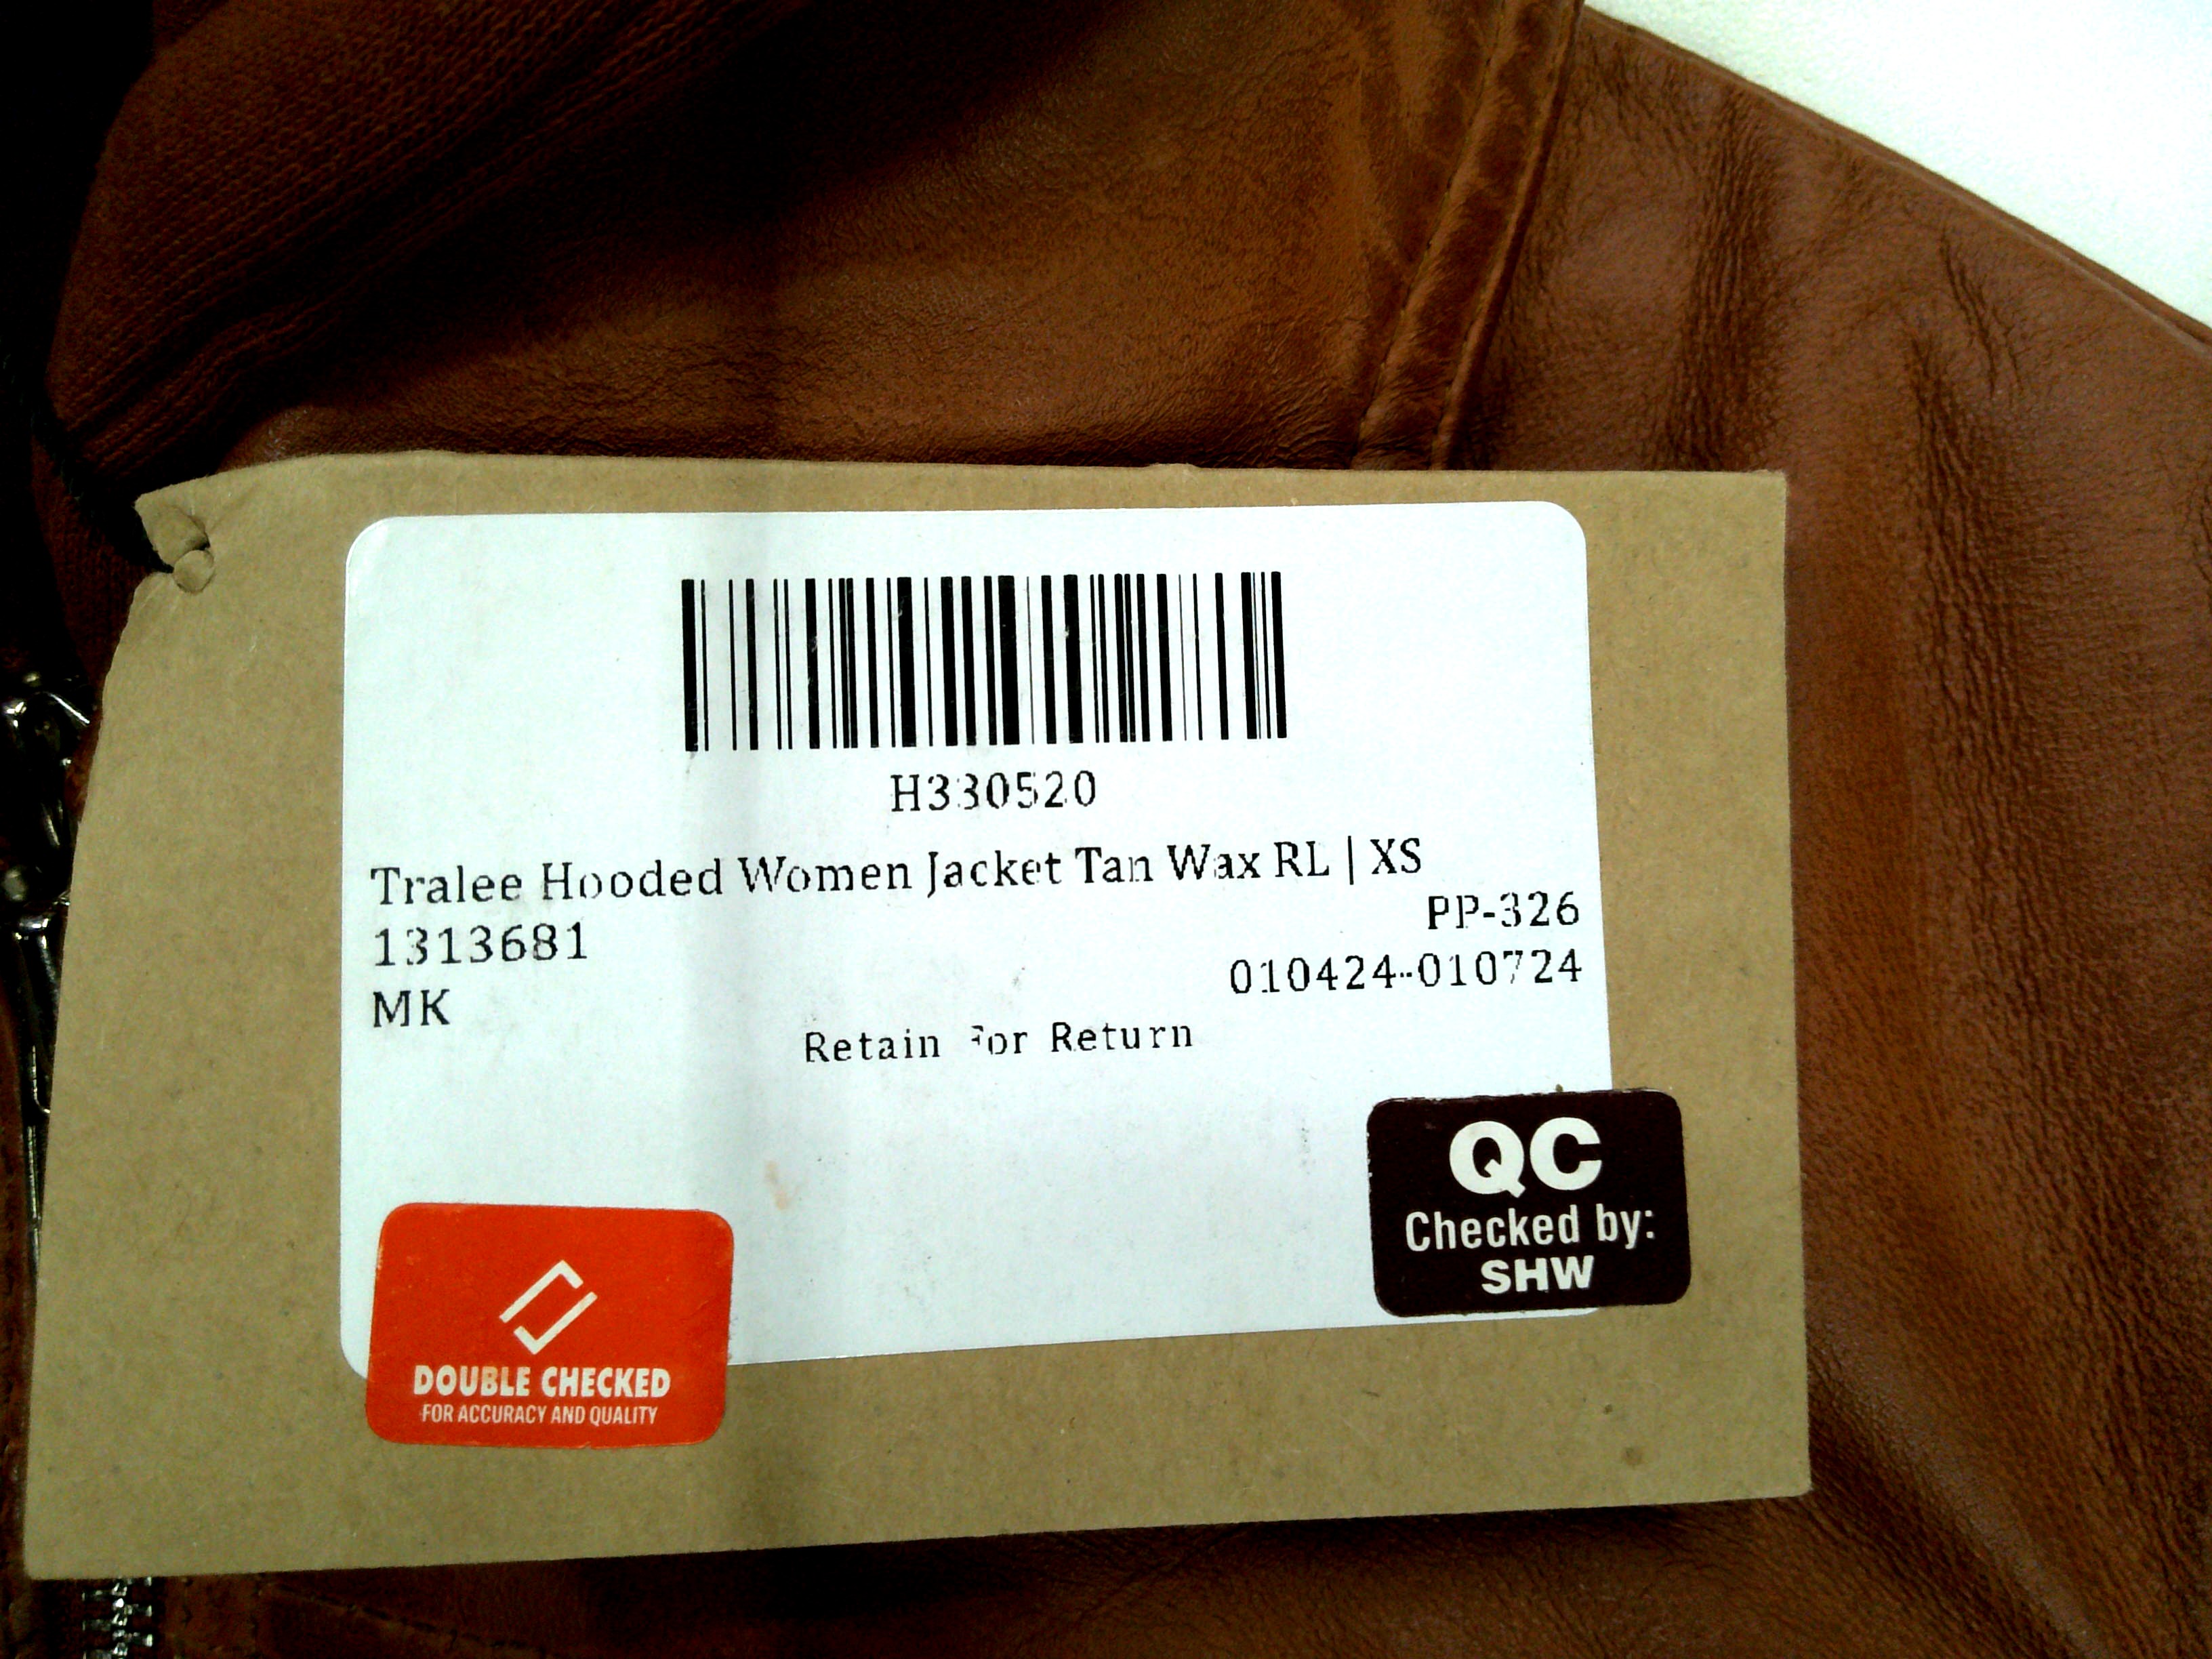 H330520
Tralee Hooded Women Jacket Tan Wax RL | XS
PP-326
1313681
010424-010724
MK
Retain For Return
QC
Checked by:
SHW
DOUBLE CHECKED
FOR ACCURACY AND QUALITY